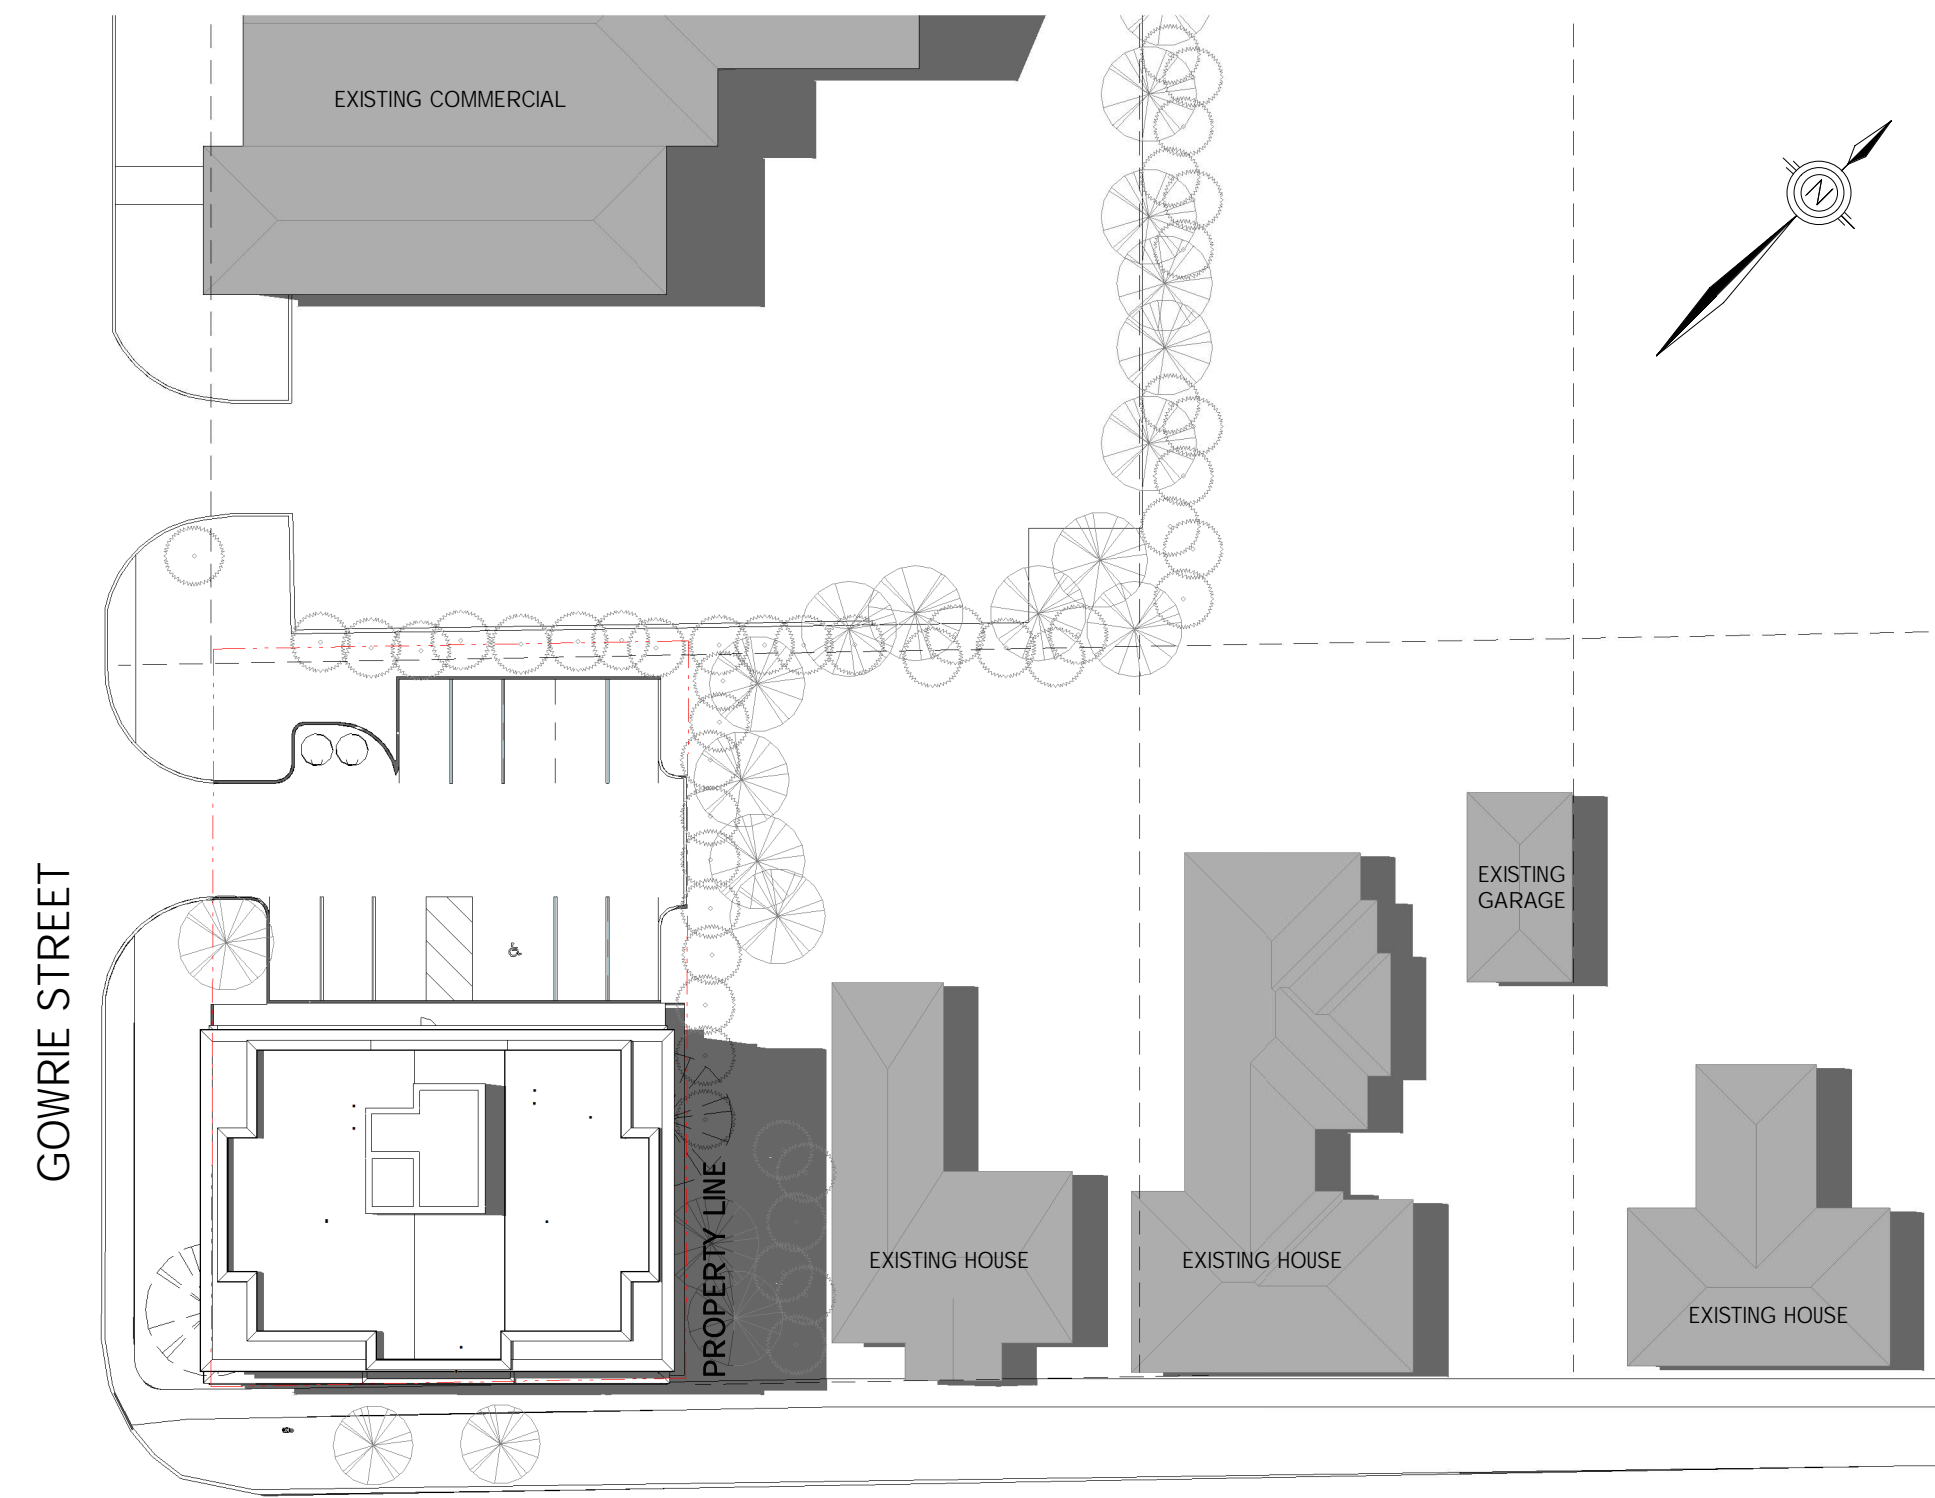 EXISTING COMMERCIAL
N
GOWRIE STREET
EXISTING
GARAGE
PROPERTY LINE
EXISTING HOUSE
EXISTING HOUSE
EXISTING HOUSE